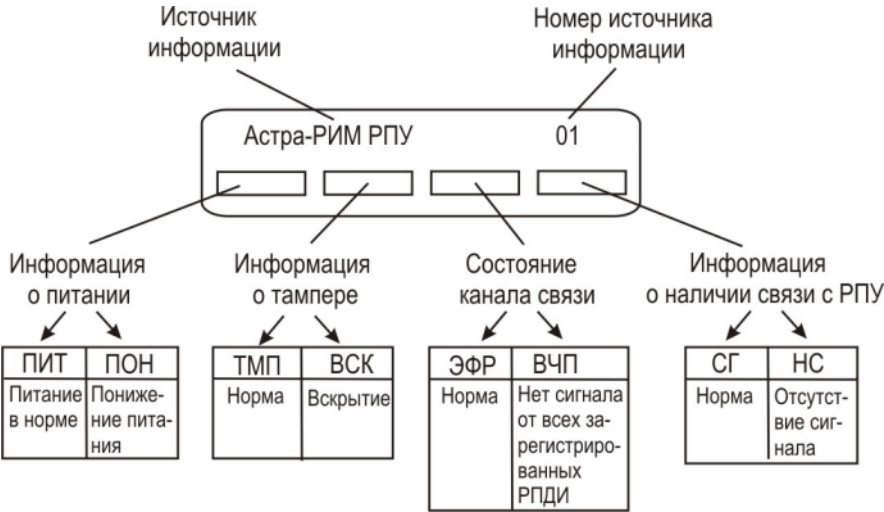 Источник
информации
Номер источника
информации
Астра-РИМ РПУ 01
Информация
о питании
Информация
о тампере
Состояние
канала связи
Информация
о наличии связи с РПУ
ПИТ ПОН
Питание
в норме
Пониже-
ние пита-
ния
ТМП ВСК
Норма
Вскрытие
ЭФР ВЧП
Норма
Нет сигнала
от всех за-
регистриро-
ванных
РПДИ
СГ НС
Норма
Отсутст-
вие сиг-
нала